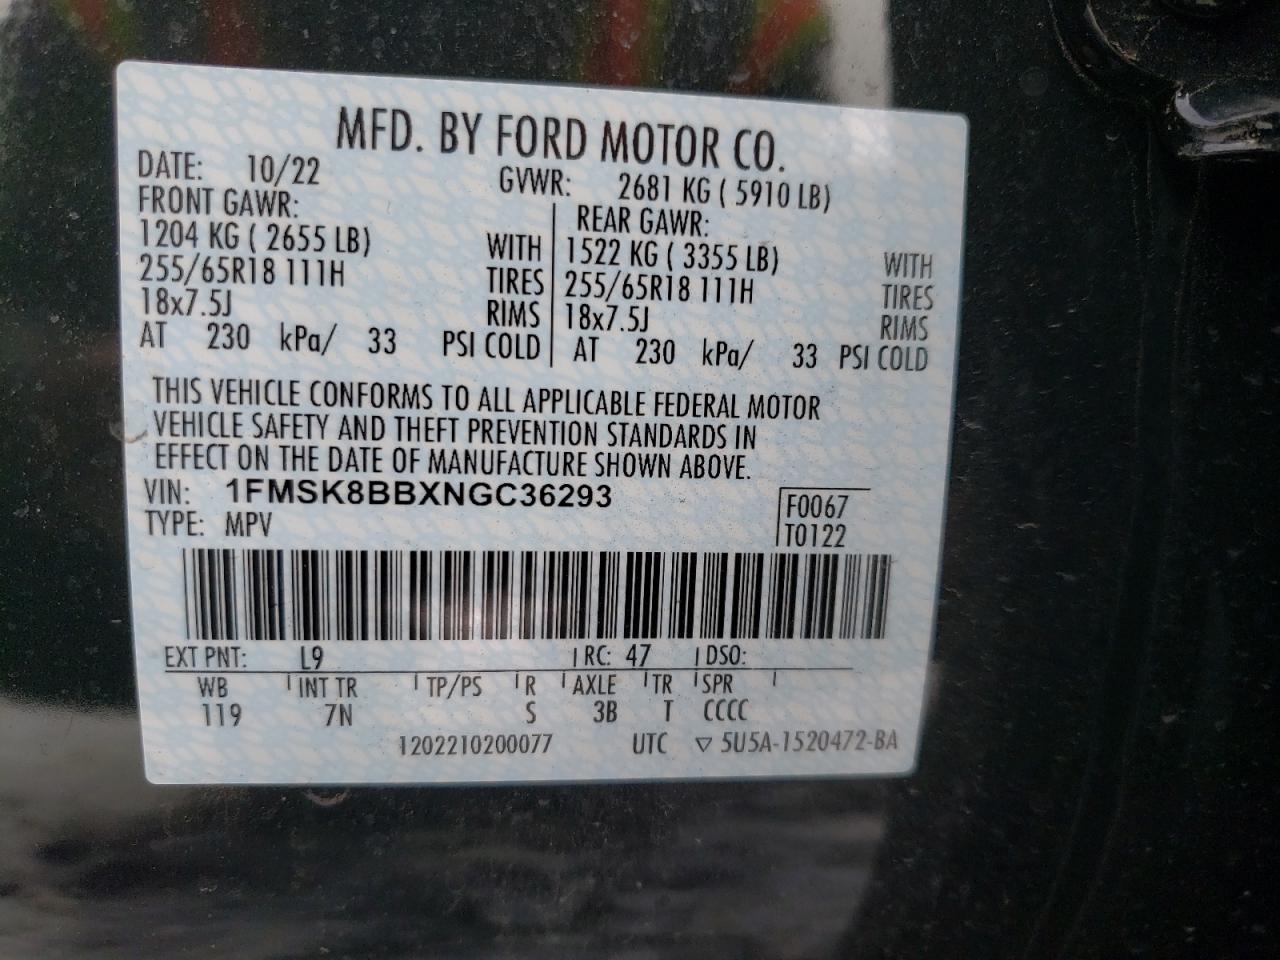 MFD. BY FORD MOTOR CO.
DATE: 10/22 GVWR: 2681 KG ( 5910 LB)
FRONT GAWR: REAR GAWR:
1204 KG ( 2655 LB) WITH 1522 KG ( 3355 LB) WITH
255/65R18 111H TIRES 255/65R18 111H TIRES
18x7.5J RIMS 18x7.5J RIMS
AT 230 kPa/ 33 PSI COLD AT 230 kPa/ 33 PSI COLD
THIS VEHICLE CONFORMS TO ALL APPLICABLE FEDERAL MOTOR
VEHICLE SAFETY AND THEFT PREVENTION STANDARDS IN
EFFECT ON THE DATE OF MANUFACTURE SHOWN ABOVE.
VIN: 1FMSK8BBXNGC36293 F0067
TYPE: MPV T0122
EXT PNT: L9 RC: 47 DSO:
WB INT TR TP/PS R AXLE TR SPR
119 7N S 3B T CCCC
1202210200077 UTC ▽ 5U5A-1520472-BA